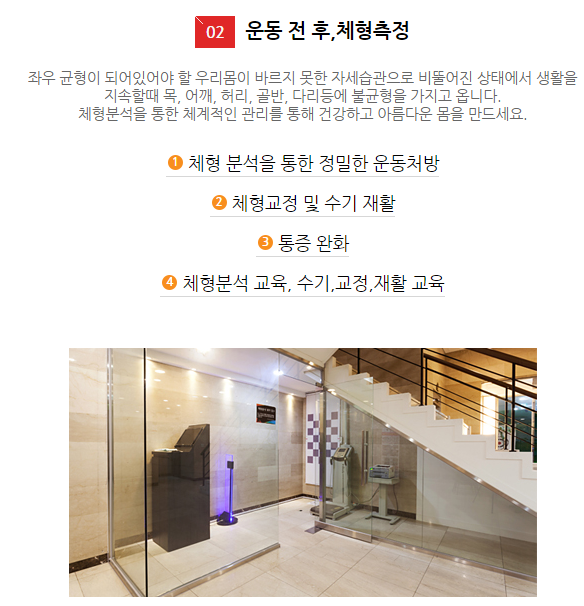 02 운동 전 후,체형측정
좌우 균형이 되어있어야 할 우리몸이 바르지 못한 자세습관으로 비뚤어진 상태에서 생활을
지속할때 목, 어깨, 허리, 골반, 다리등에 불균형을 가지고 옵니다.
체형분석을 통한 체계적인 관리를 통해 건강하고 아름다운 몸을 만드세요.
1 체형 분석을 통한 정밀한 운동처방
2 체형교정 및 수기 재활
3 통증 완화
4 체형분석 교육, 수기,교정,재활 교육